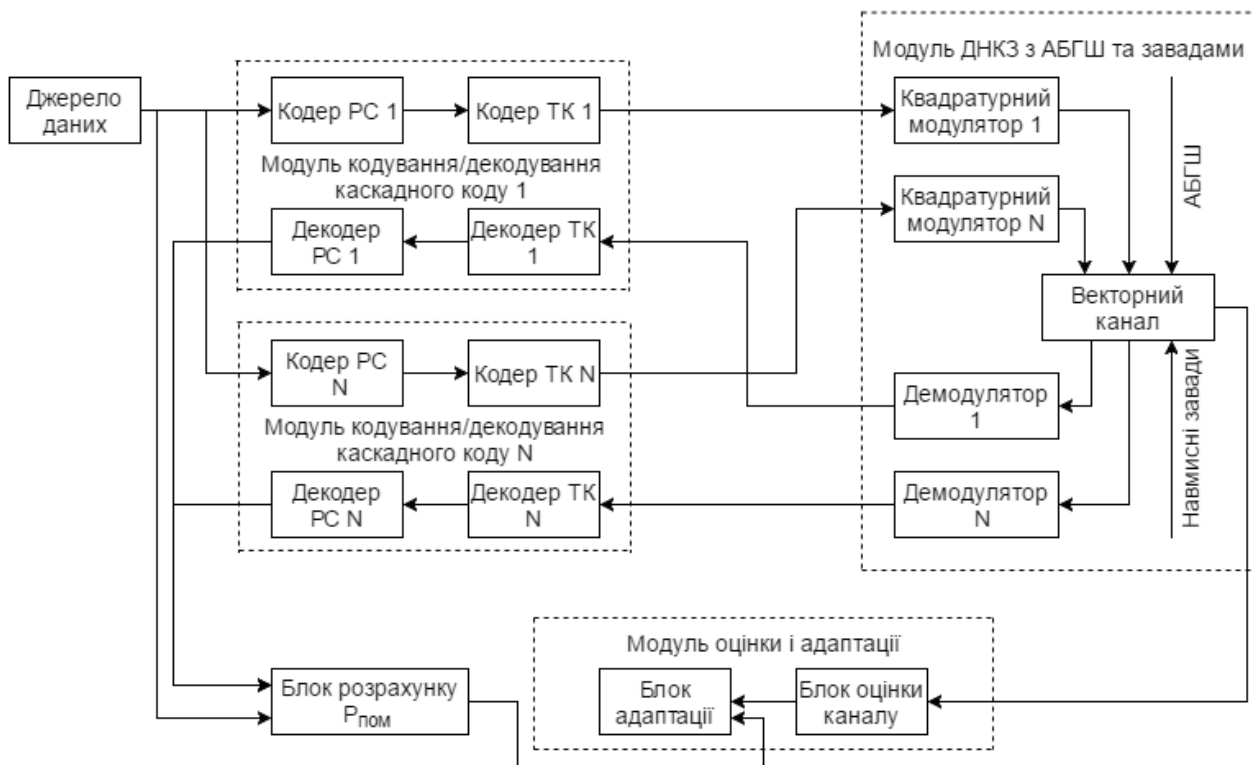 Модуль ДНКЗ з АБГШ та завадами
Джерело
даних
Кодер РС 1
Кодер ТК 1
Квадратурний
модулятор 1
АБГШ
Модуль кодування/декодування
каскадного коду 1
Квадратурний
модулятор N
Декодер
РС 1
Декодер ТК
1
Векторний
канал
Кодер РС
N
Кодер ТК N
Демодулятор
1
Навмисні завади
Модуль кодування/декодування
каскадного коду N
Декодер
РС N
Декодер ТК
N
Демодулятор
N
Модуль оцінки і адаптації
Блок розрахунку
Pпом
Блок
адаптації
Блок оцінки
каналу